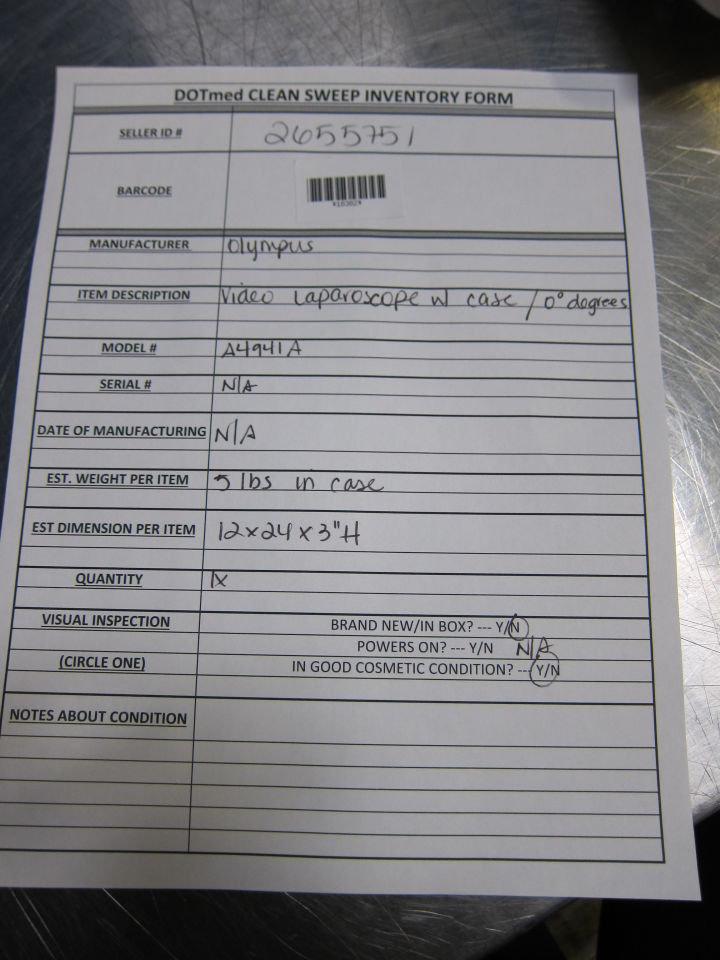 DOTmed CLEAN SWEEP INVENTORY FORM
SELLER ID # 2655751
BARCODE
*18302*
MANUFACTURER Olympus
ITEM DESCRIPTION Video Laparoscope w/ case / 0° degrees
MODEL # A4941A
SERIAL # N/A
DATE OF MANUFACTURING N/A
EST. WEIGHT PER ITEM 5 lbs in case
EST DIMENSION PER ITEM 12x24x3"H
QUANTITY 1x
VISUAL INSPECTION BRAND NEW/IN BOX? --- Y/N
POWERS ON? --- Y/N N/A
(CIRCLE ONE) IN GOOD COSMETIC CONDITION? --- Y/N
NOTES ABOUT CONDITION